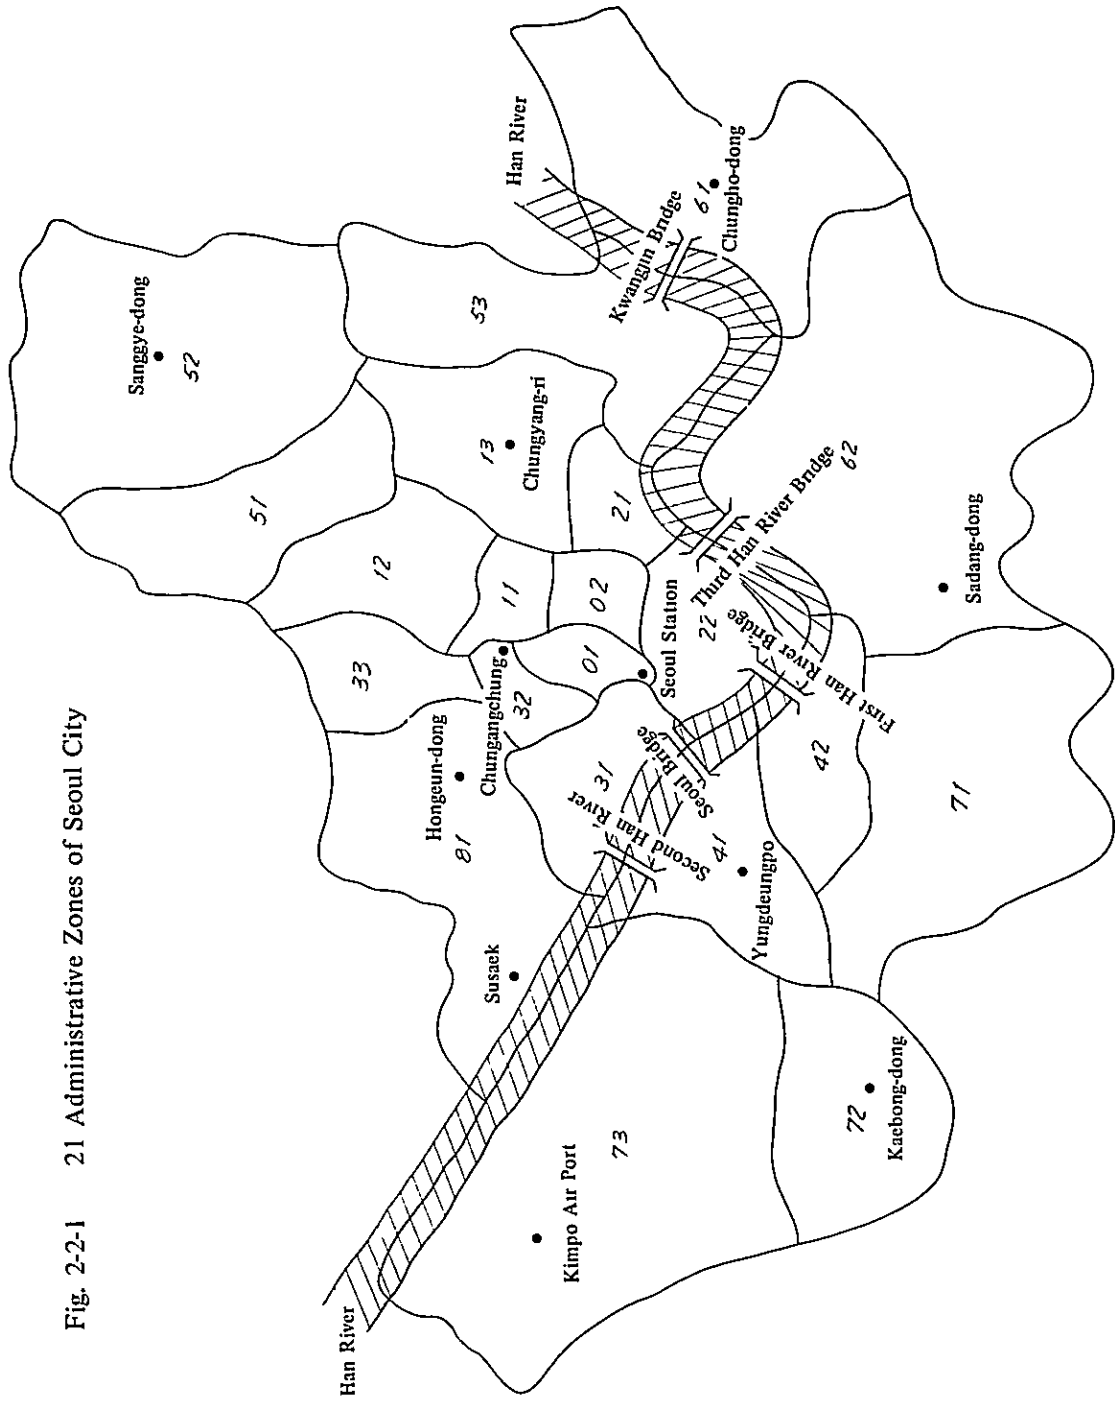 Fig. 2-2-1 21 Administrative Zones of Seoul City
Sanggye-dong
52
51
53
Han River
12
33
13
Chungyang-ri
11
Hongeun-dong
81
Chungangchung
32
21
02
01
Kwangjin Bridge
61
Chungho-dong
Susaek
Seoul Station
22
Third Han River Bridge
62
31
Second Han River
Seoul Bridge
First Han River Bridge
Han River
41
Yungdeungpo
42
Kimpo Air Port
73
Sadang-dong
71
72
Kaebong-dong